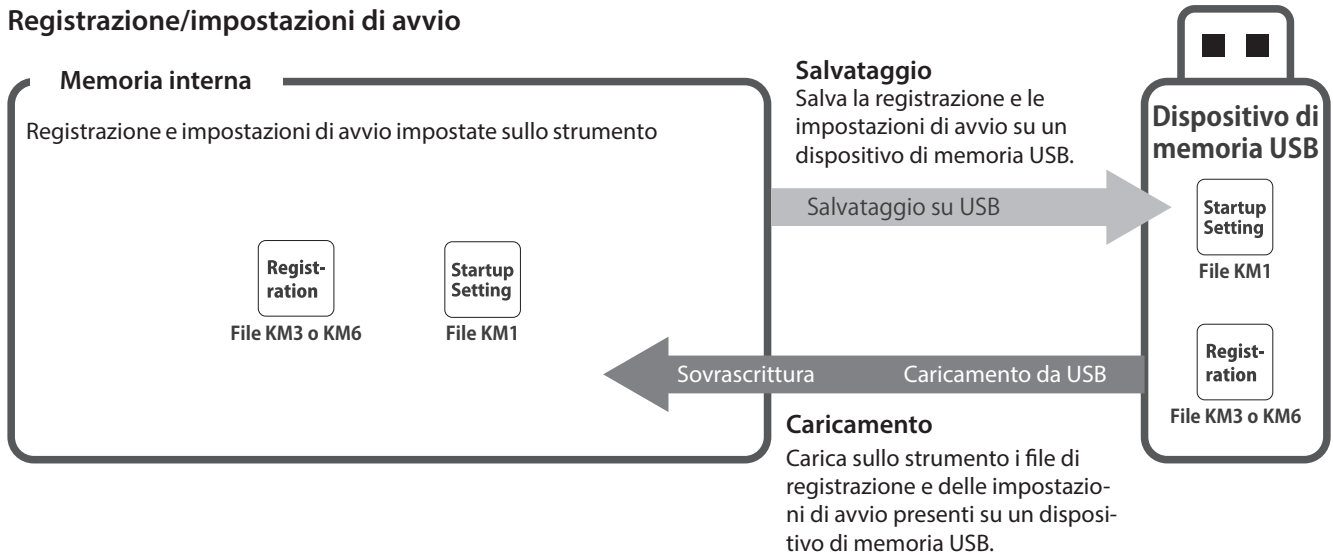 Registrazione/impostazioni di avvio
Memoria interna
Registrazione e impostazioni di avvio impostate sullo strumento
Regist-
ration
File KM3 o KM6
Startup
Setting
File KM1
Salvataggio
Salva la registrazione e le
impostazioni di avvio su un
dispositivo di memoria USB.
Salvataggio su USB
Sovrascrittura
Caricamento da USB
Caricamento
Carica sullo strumento i file di
registrazione e delle impostazio-
ni di avvio presenti su un disposi-
tivo di memoria USB.
Dispositivo di
memoria USB
Startup
Setting
File KM1
Regist-
ration
File KM3 o KM6